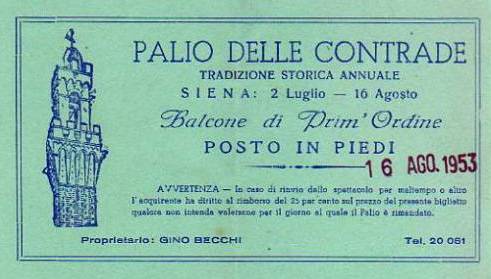 PALIO DELLE CONTRADE
TRADIZIONE STORICA ANNUALE
SIENA: 2 Luglio — 16 Agosto
Balcone di Prim' Ordine
POSTO IN PIEDI
16 AGO. 1953
AVVERTENZA — In caso di rinvio dello spettacolo per maltempo o altro
l'acquirente ha diritto al rimborso del 25 per cento sul prezzo del presente biglietto
qualora non intenda valersene per il giorno al quale il Palio è rimandato.
Proprietario: GINO BECCHI Tel. 20 061